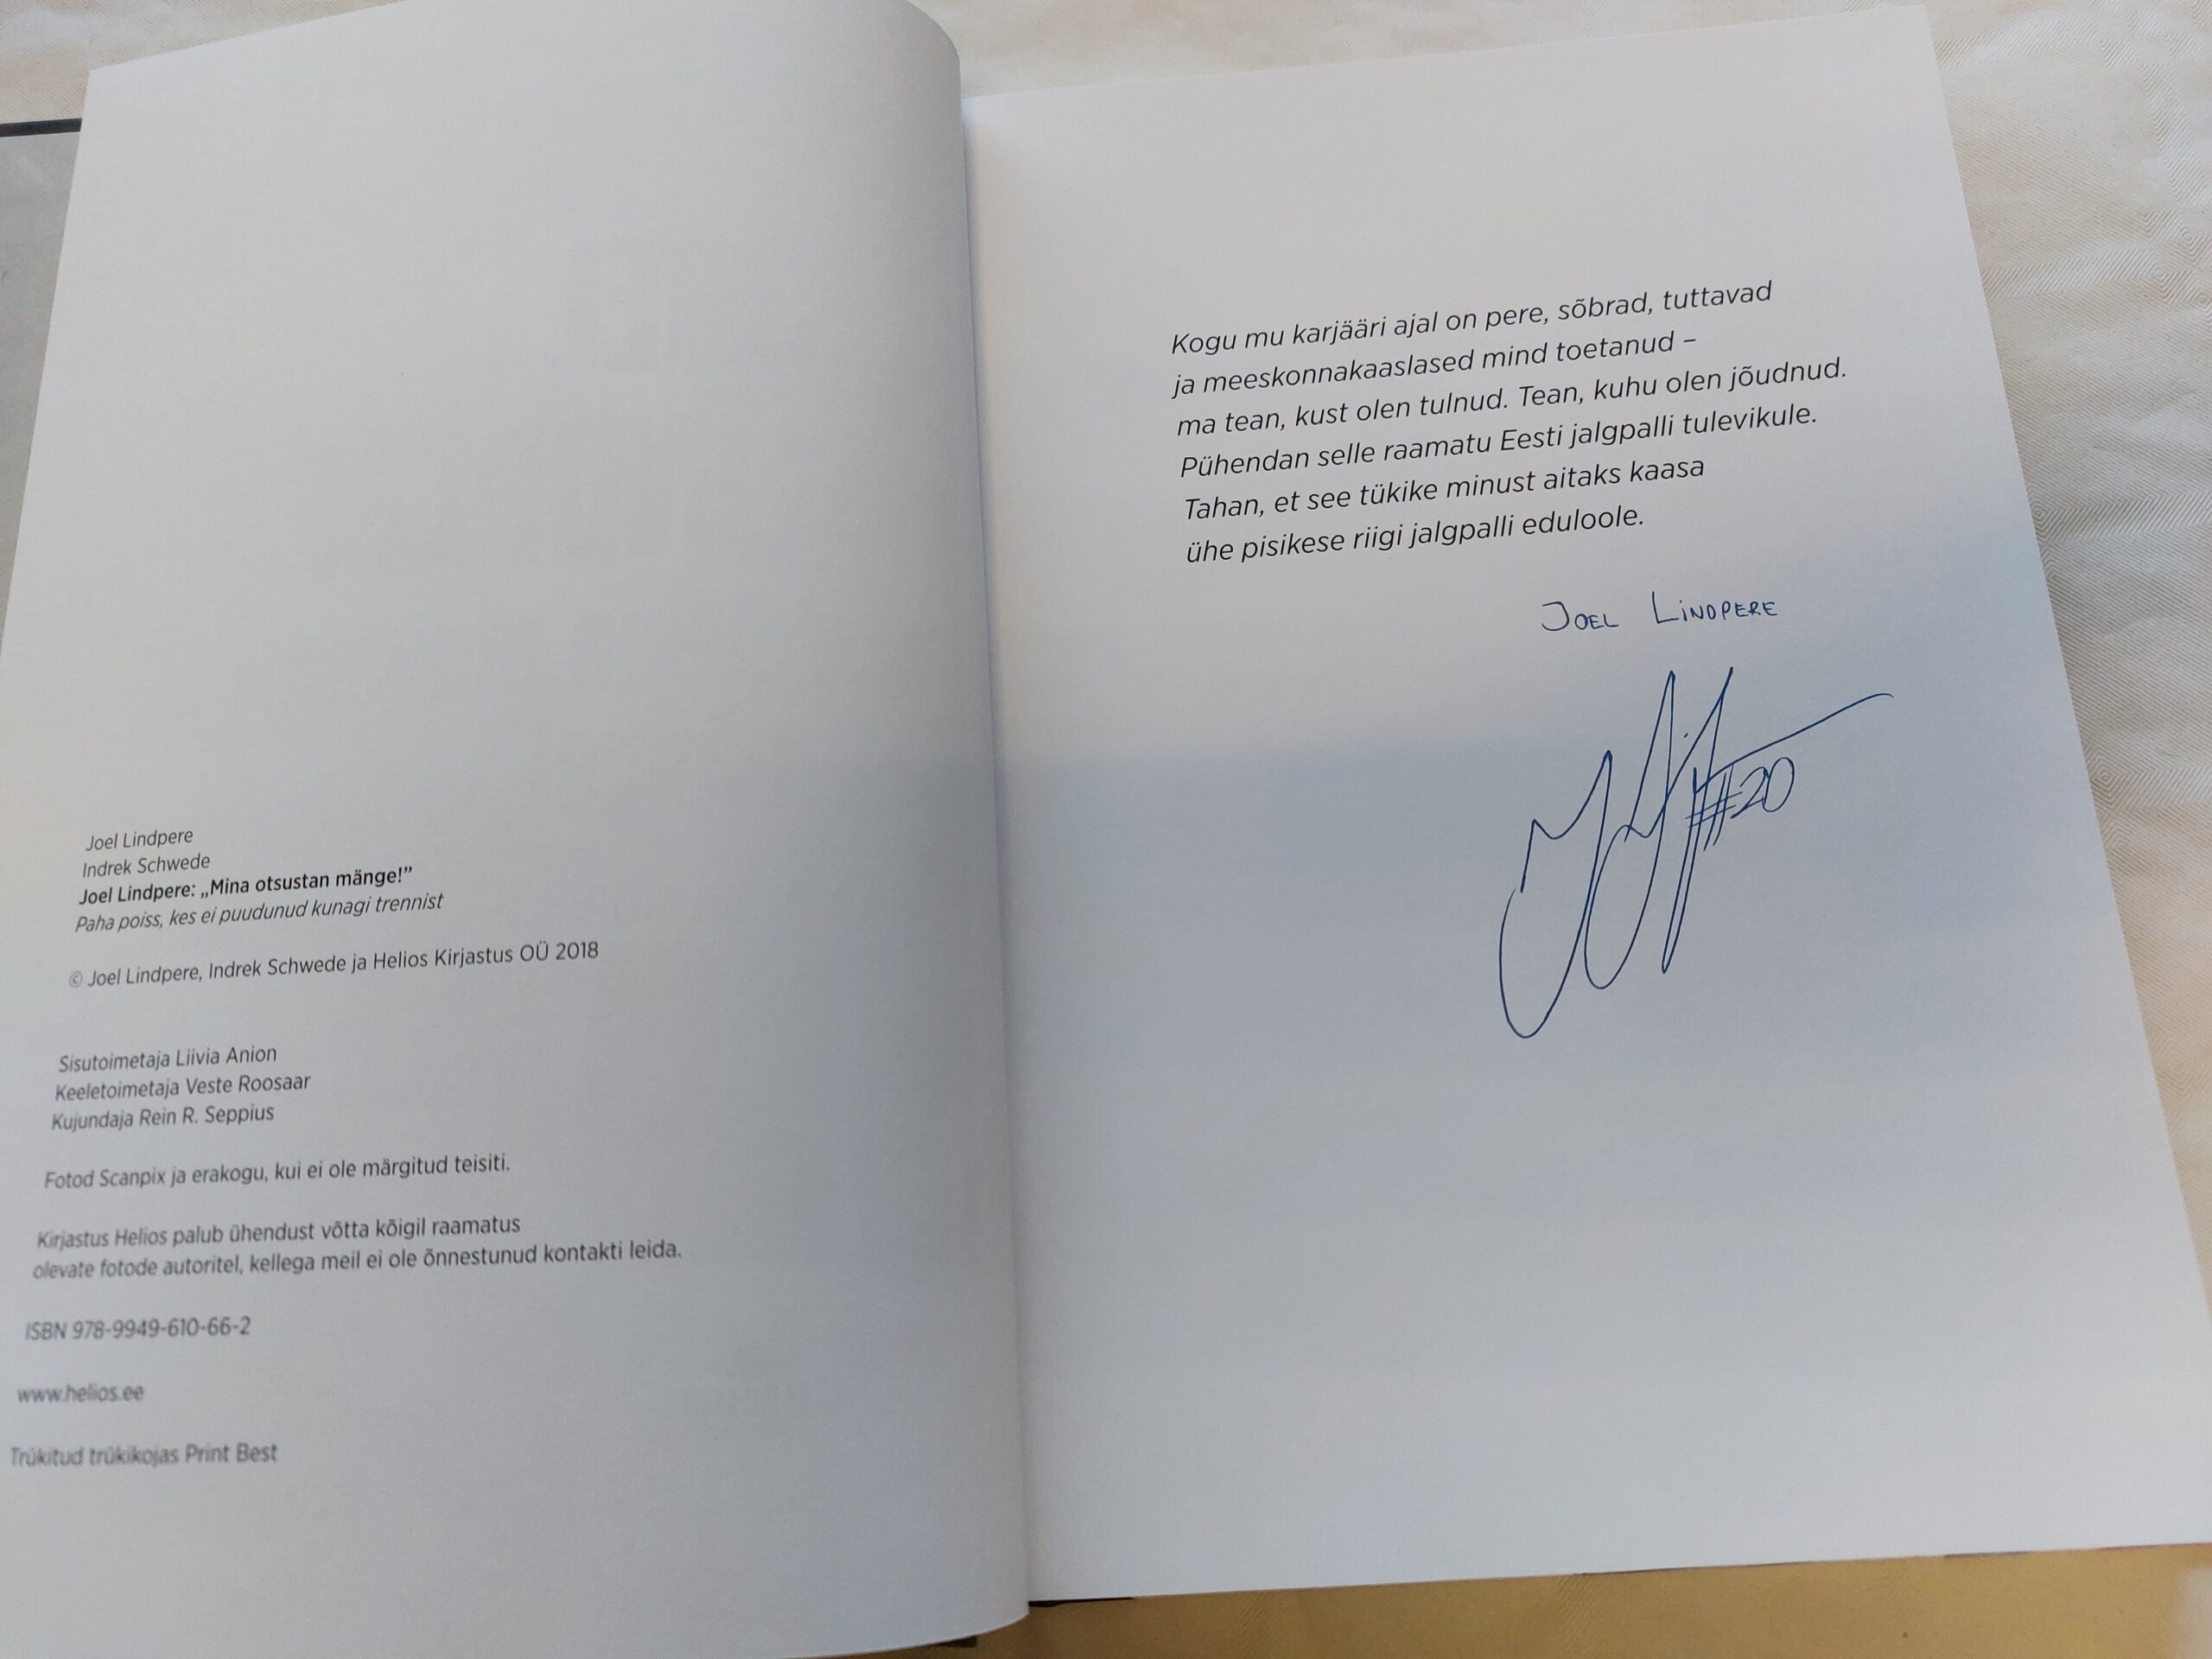 Joel Lindpere
Indrek Schwede
Joel Lindpere: „Mina otsustan mänge!”
Paha poiss, kes ei puudunud kunagi trennist
© Joel Lindpere, Indrek Schwede ja Helios Kirjastus OÜ 2018
Sisutoimetaja Liivia Anion
Keeletoimetaja Veste Roosaar
Kujundaja Rein R. Seppius
Fotod Scanpix ja erakogu, kui ei ole märgitud teisiti.
Kirjastus Helios palub ühendust võtta kõigil raamatus
olevate fotode autoritel, kellega meil ei ole õnnestunud kontakti leida.
ISBN 978-9949-610-66-2
www.helios.ee
Trükitud trükikojas Print Best
Kogu mu karjääri ajal on pere, sõbrad, tuttavad
ja meeskonnakaaslased mind toetanud –
ma tean, kust olen tulnud. Tean, kuhu olen jõudnud.
Pühendan selle raamatu Eesti jalgpalli tulevikule.
Tahan, et see tükike minust aitaks kaasa
ühe pisikese riigi jalgpalli eduloole.
JOEL LINDPERE
#20